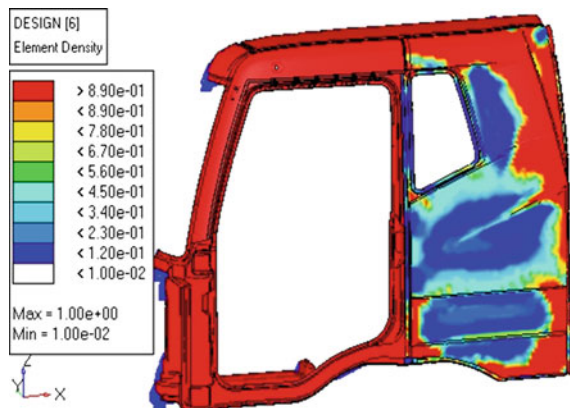 DESIGN [6]
Element Density
> 8.90e-01
< 8.90e-01
< 7.80e-01
< 6.70e-01
< 5.60e-01
< 4.50e-01
< 3.40e-01
< 2.30e-01
< 1.20e-01
< 1.00e-02
Max = 1.00e+00
Min = 1.00e-02
Z
Y
X